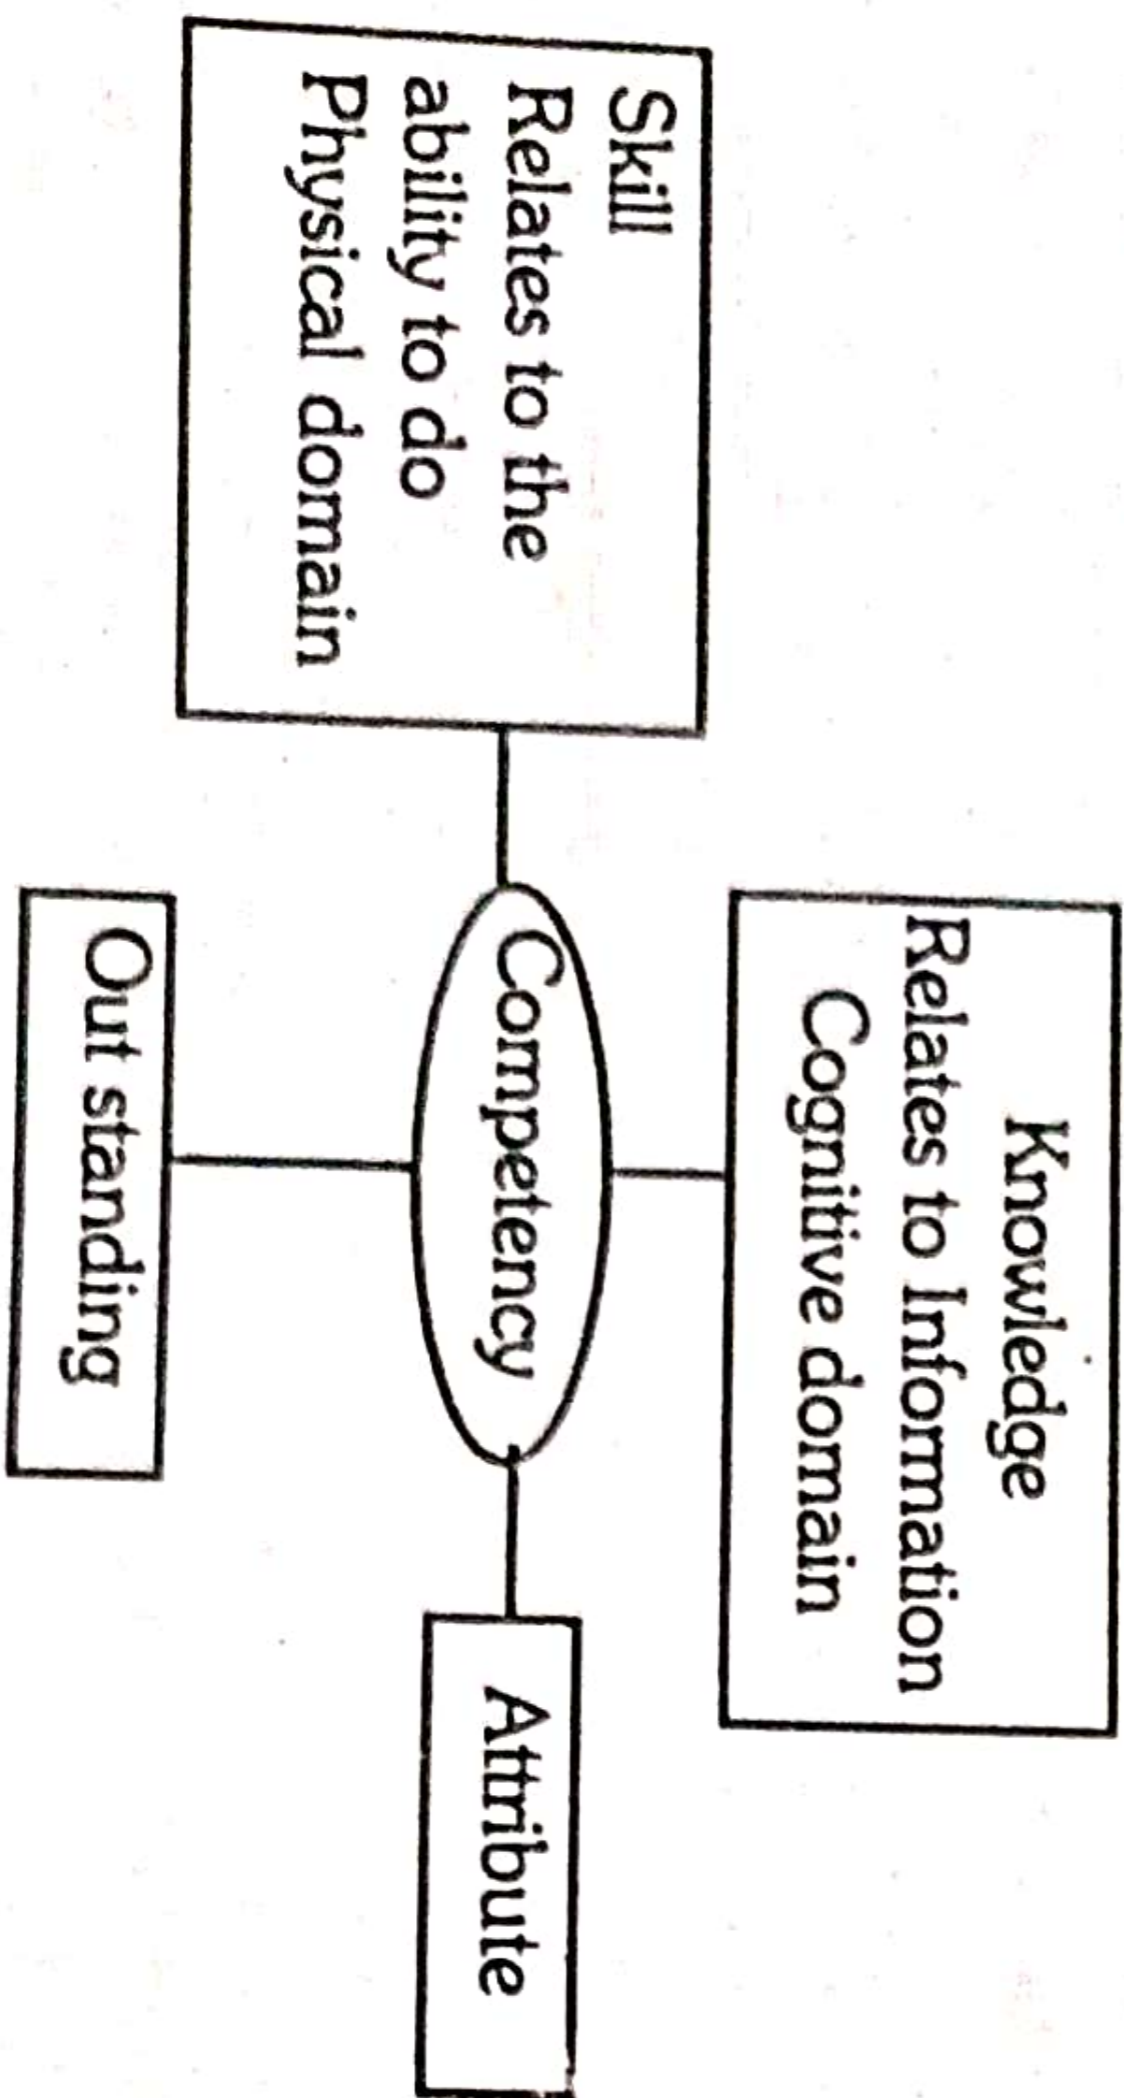 Knowledge
Relates to Information
Cognitive domain
Skill
Relates to the
ability to do
Physical domain
Competency
Attribute
Out standing